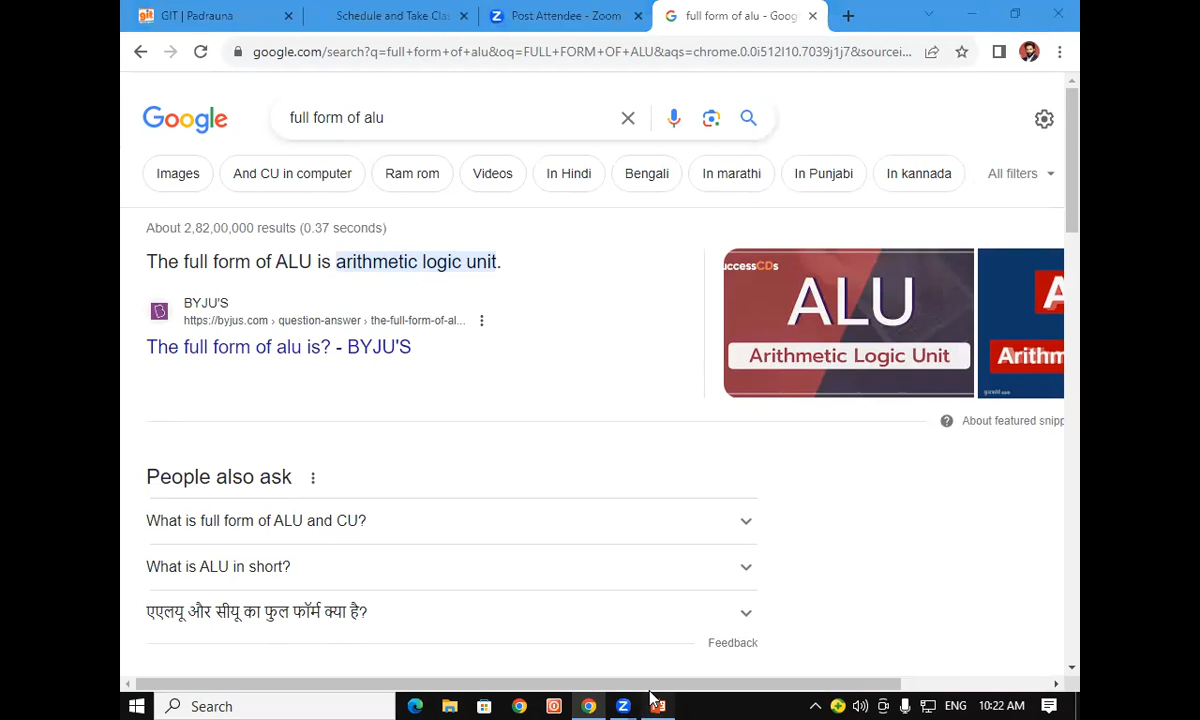 GIT | Padrauna
Schedule and Take Cla
Post Attendee - Zoom
full form of alu - Goog
google.com/search?q=full+form+of+alu&oq=FULL+FORM+OF+ALU&aqs=chrome.0.0i512l10.7039j1j7&sourcei...
Google
full form of alu
Images
And CU in computer
Ram rom
Videos
In Hindi
Bengali
In marathi
In Punjabi
In kannada
All filters
About 2,82,00,000 results (0.37 seconds)
The full form of ALU is arithmetic logic unit.
BYJU'S
https://byjus.com › question-answer › the-full-form-of-al...
The full form of alu is? - BYJU'S
uccessCDs
ALU
Arithmetic Logic Unit
A
Arithm
About featured snipp
People also ask
What is full form of ALU and CU?
What is ALU in short?
एएलयू और सीयू का फुल फॉर्म क्या है?
Feedback
Search
ENG
10:22 AM